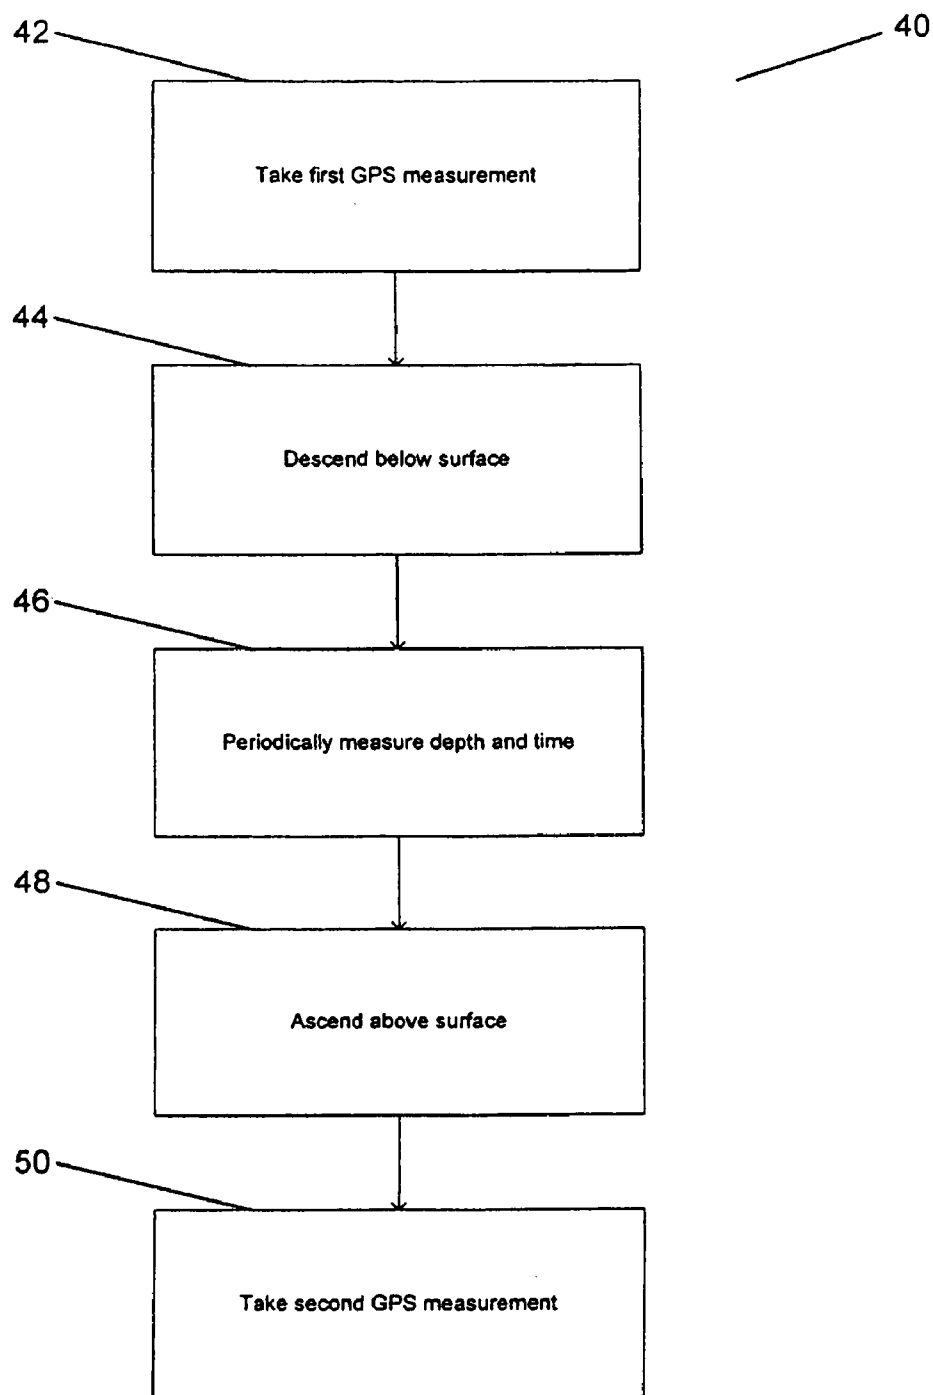 42
40
Take first GPS measurement
44
Descend below surface
46
Periodically measure depth and time
48
Ascend above surface
50
Take second GPS measurement